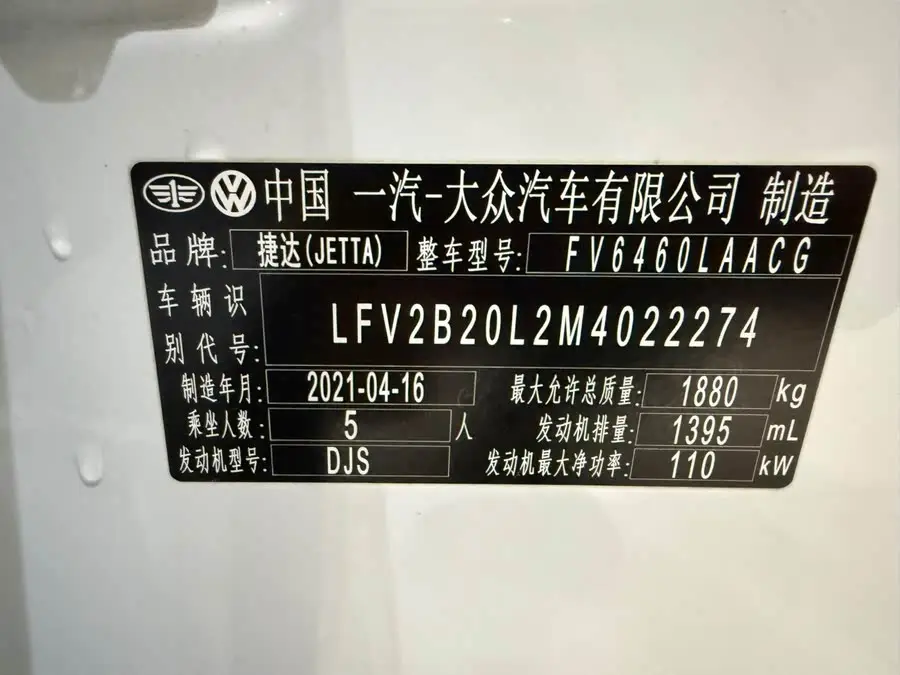 中国 一汽-大众汽车有限公司 制造
品牌: 捷达(JETTA) 整车型号: FV6460LAACG
车辆识别代号: LFV2B20L2M4022274
制造年月: 2021-04-16 最大允许总质量: 1880 kg
乘坐人数: 5 人 发动机排量: 1395 mL
发动机型号: DJS 发动机最大净功率: 110 kW